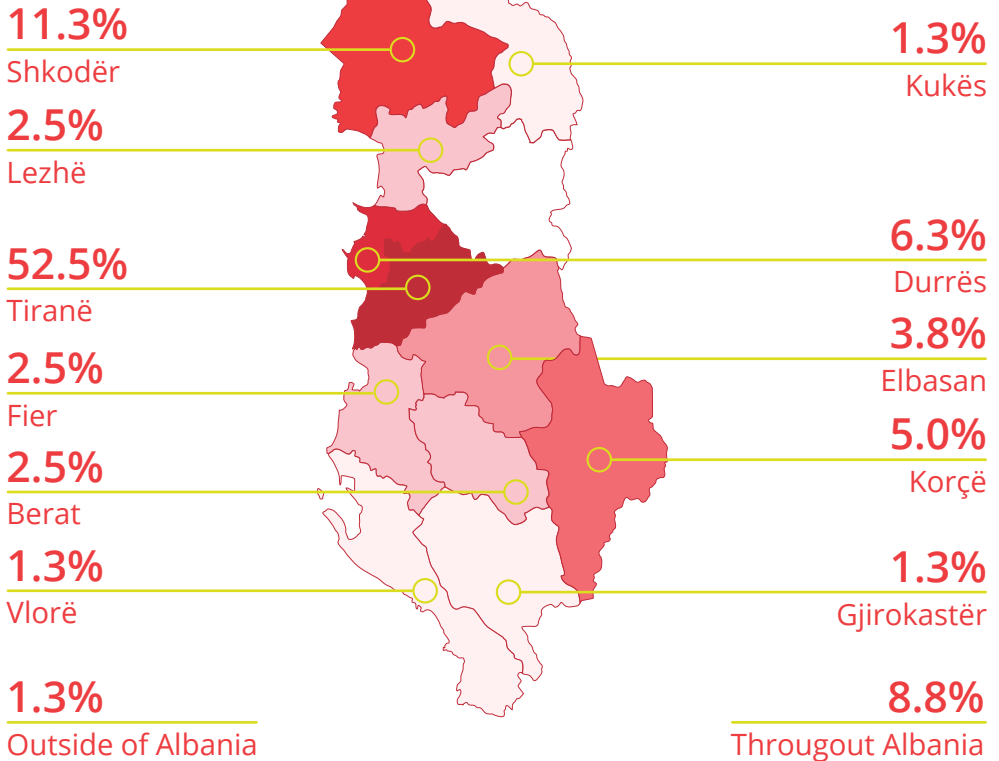 11.3%
Shkodër
2.5%
Lezhë
52.5%
Tiranë
2.5%
Fier
2.5%
Berat
1.3%
Vlorë
1.3%
Outside of Albania
1.3%
Kukës
6.3%
Durrës
3.8%
Elbasan
5.0%
Korçë
1.3%
Gjirokastër
8.8%
Througout Albania